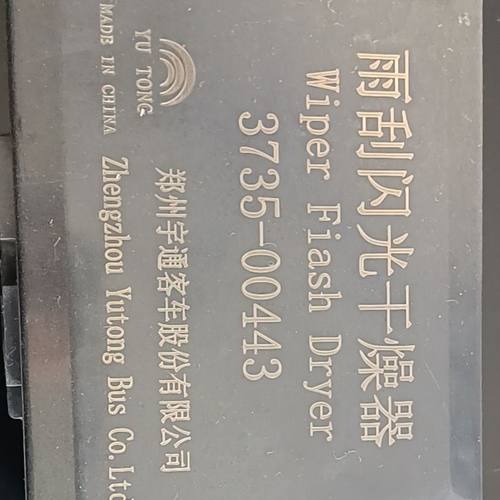 雨刮闪光干燥器
Wiper Fiash Dryer
3735-00443
郑州宇通客车股份有限公司
YU TONG
MADE IN CHINA
Zhengzhou Yutong Bus Co.Ltd